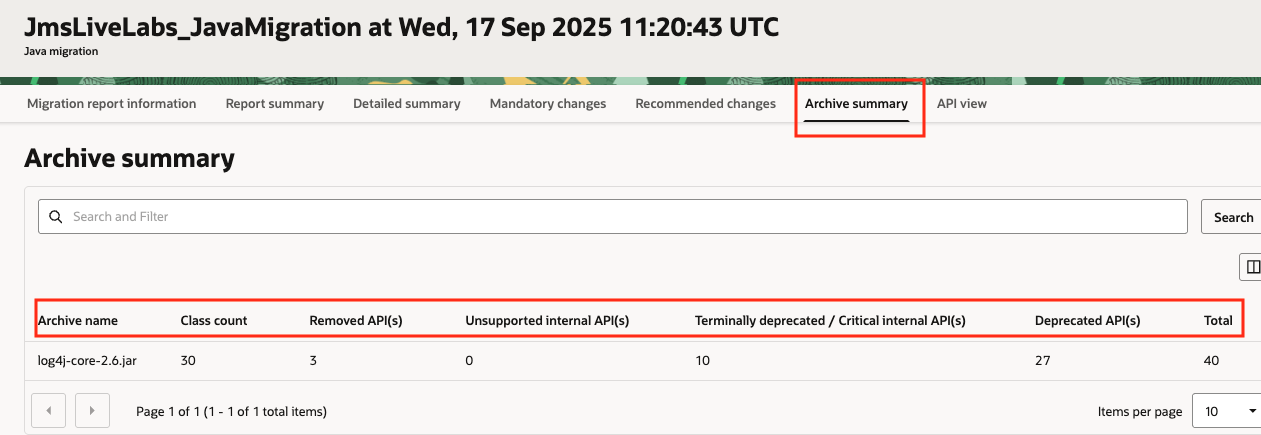 JmsLiveLabs_JavaMigration at Wed, 17 Sep 2025 11:20:43 UTC
Java migration
Migration report information Report summary Detailed summary Mandatory changes Recommended changes Archive summary API view
Archive summary
Search and Filter Search
Archive name Class count Removed API(s) Unsupported internal API(s) Terminally deprecated / Critical internal API(s) Deprecated API(s) Total
log4j-core-2.6.jar 30 3 0 10 27 40
Page 1 of 1 (1 - 1 of 1 total items) Items per page 10